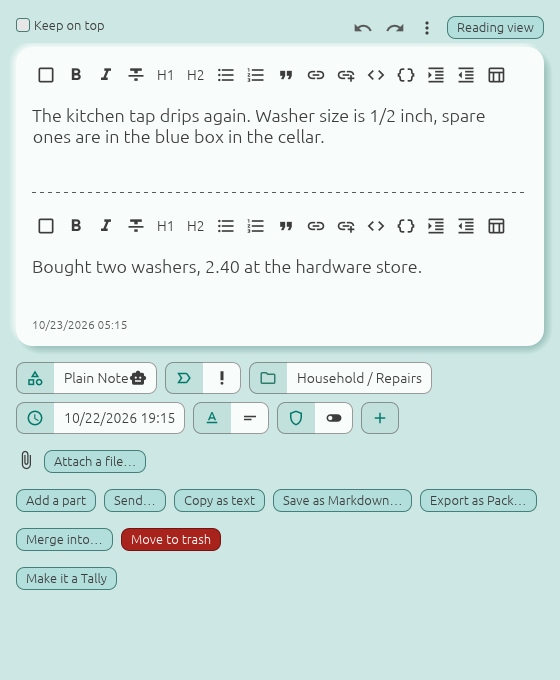 Keep on top
Reading view
H1 H2
The kitchen tap drips again. Washer size is 1/2 inch, spare
ones are in the blue box in the cellar.
H1 H2
Bought two washers, 2.40 at the hardware store.
10/23/2026 05:15
Plain Note
Household / Repairs
10/22/2026 19:15
Attach a file…
Add a part
Send…
Copy as text
Save as Markdown…
Export as Pack…
Merge into…
Move to trash
Make it a Tally